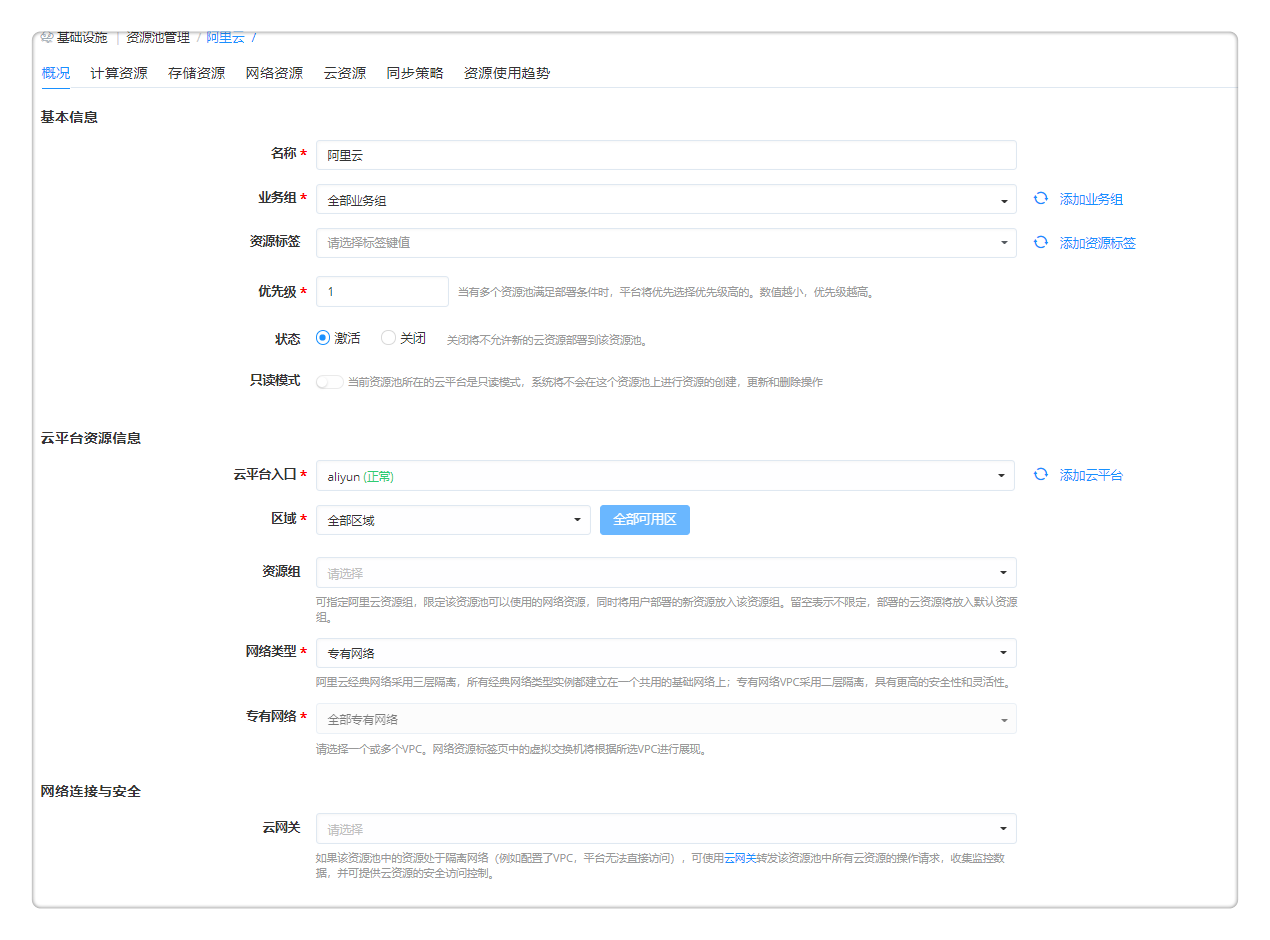 基础设施 | 资源池管理 / 阿里云 /
概况 计算资源 存储资源 网络资源 云资源 同步策略 资源使用趋势
基本信息
名称 * 阿里云
业务组 * 全部业务组 添加业务组
资源标签 请选择标签键值 添加资源标签
优先级 * 1 当有多个资源池满足部署条件时，平台将优先选择优先级高的。数值越小，优先级越高。
状态 激活 关闭 关闭将不允许新的云资源部署到该资源池。
只读模式 当前资源池所在的云平台是只读模式，系统将不会在这个资源池上进行资源的创建，更新和删除操作
云平台资源信息
云平台入口 * aliyun (正常) 添加云平台
区域 * 全部区域 全部可用区
资源组 请选择
可指定阿里云资源组，限定该资源池可以使用的网络资源，同时将用户部署的新资源放入该资源组。留空表示不限定，部署的云资源将放入默认资源
组。
网络类型 * 专有网络
阿里云经典网络采用三层隔离，所有经典网络类型实例都建立在一个共用的基础网络上；专有网络VPC采用二层隔离，具有更高的安全性和灵活性。
专有网络 * 全部专有网络
请选择一个或多个VPC。网络资源标签页中的虚拟交换机将根据所选VPC进行展现。
网络连接与安全
云网关 请选择
如果该资源池中的资源处于隔离网络（例如配置了VPC，平台无法直接访问），可使用云网关转发该资源池中所有云资源的操作请求，收集监控数
据，并可提供云资源的安全访问控制。